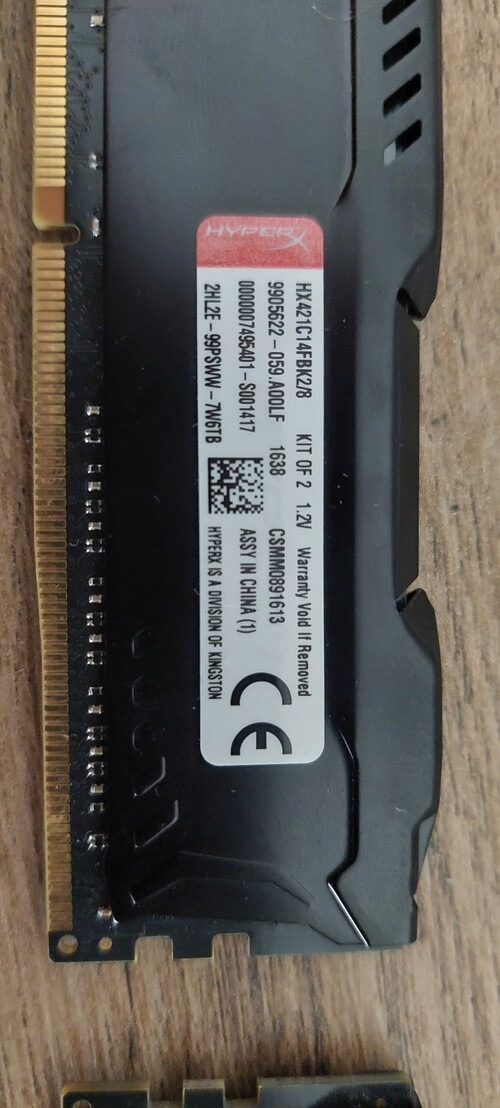 HYPERX
HX421C14FBK2/8 KIT OF 2 1.2V Warranty Void If Removed
9905622-059.A00LF 1638 CSMM0891613
0000007495401-S001417 ASSY IN CHINA (1)
2HL2E-99PSWW-7W6TB HYPERX IS A DIVISION OF KINGSTON
CE